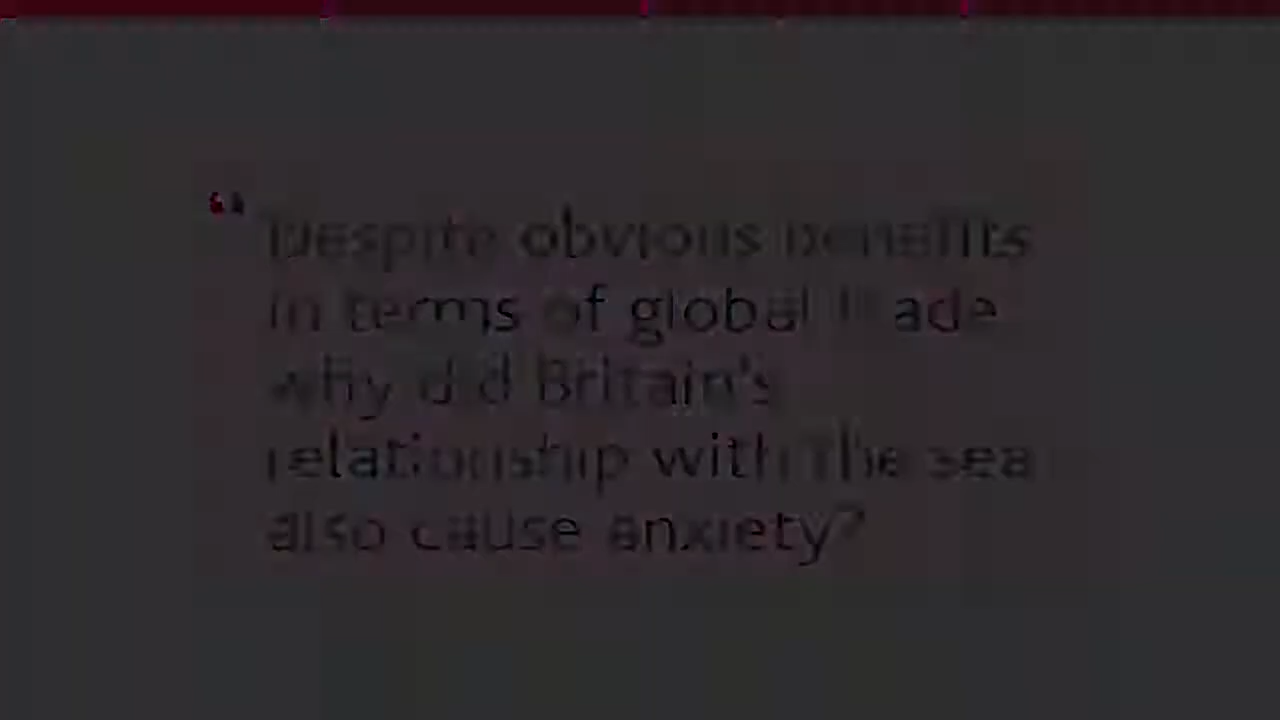 “Despite obvious benefits
in terms of global trade
why did Britain's
relationship with the sea
also cause anxiety?